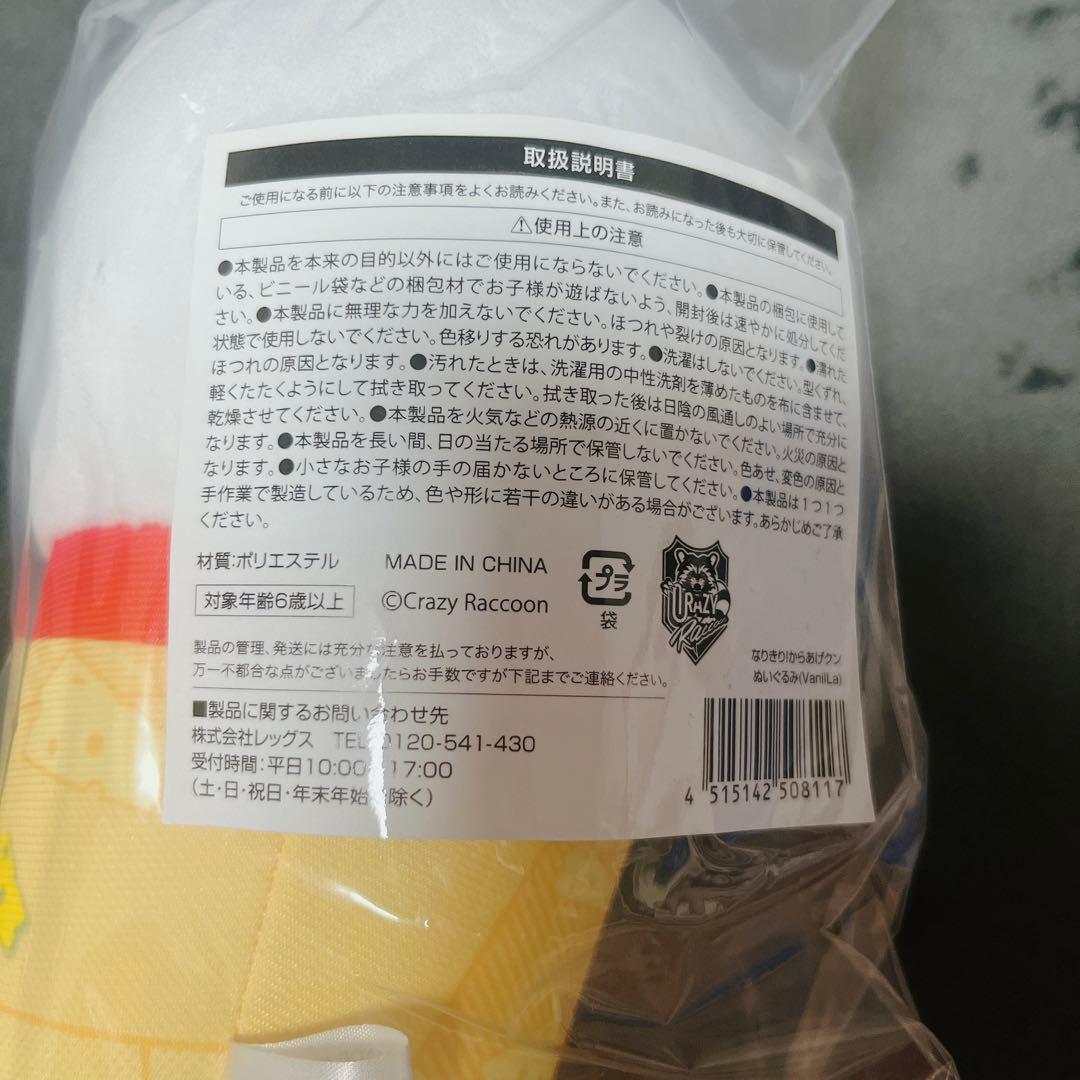 取扱説明書
ご使用になる前に以下の注意事項をよくお読みください。また、お読みになった後も大切に保管してください。
⚠使用上の注意
●本製品を本来の目的以外にはご使用にならないでください。●本製品の梱包に使用して
いる、ビニール袋などの梱包材でお子様が遊ばないよう、開封後は速やかに処分してくだ
さい。●本製品に無理な力を加えないでください。ほつれや裂けの原因となります。●濡れた
状態で使用しないでください。色移りする恐れがあります。●洗濯はしないでください。型くずれ、
ほつれの原因となります。●汚れたときは、洗濯用の中性洗剤を薄めたものを布に含ませて、
軽くたたくようにして拭き取ってください。拭き取った後は日陰の風通しのよい場所で充分に
乾燥させてください。●本製品を火気などの熱源の近くに置かないでください。火災の原因と
なります。●本製品を長い間、日の当たる場所で保管しないでください。色あせ、変色の原因と
なります。●小さなお子様の手の届かないところに保管してください。●本製品は1つ1つ
手作業で製造しているため、色や形に若干の違いがある場合がございます。あらかじめご了承
ください。
材質:ポリエステル MADE IN CHINA
対象年齢6歳以上 ©Crazy Raccoon
プラ
袋
CRAZY
Raccoon
製品の管理、発送には充分な注意を払っておりますが、
万一不都合な点がございましたらお手数ですが下記までご連絡ください。
なりきり!からあげクン
ぬいぐるみ(VanilLa)
■製品に関するお問い合わせ先
株式会社レッグス TEL 0120-541-430
受付時間:平日10:00~17:00
(土・日・祝日・年末年始を除く)
4 515142 508117